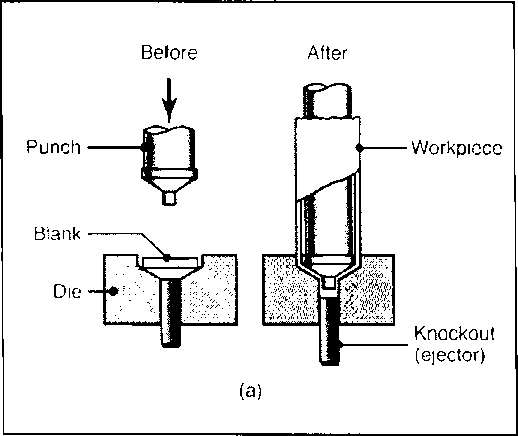 Before
After
Punch
Workpiece
Blank
Die
Knockout
(ejector)
(a)